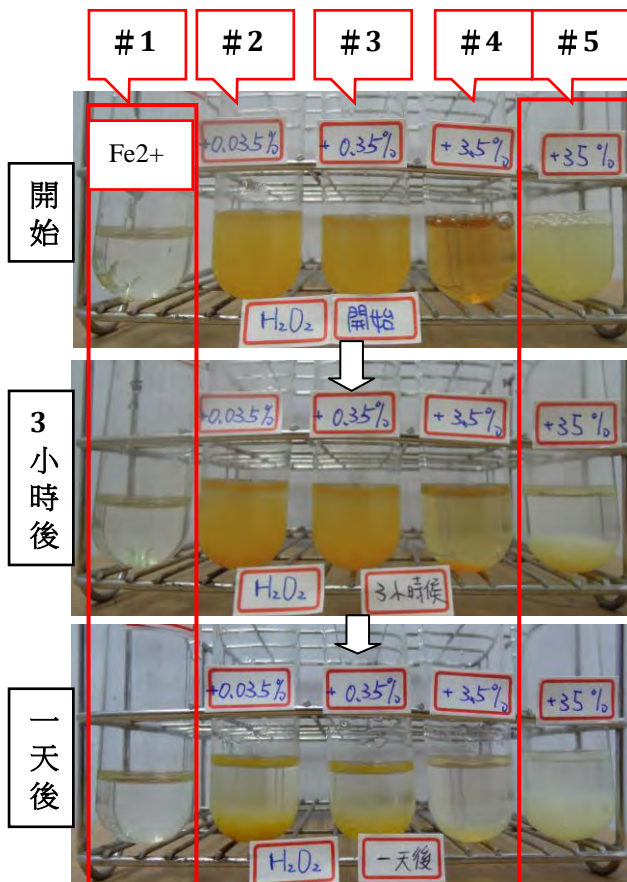 #1
#2
#3
#4
#5
Fe2+
+0.035%
+ 0.35%
+ 3.5%
+35%
開始
H₂O₂
開始
+0.035%
+ 0.35%
+ 3.5%
+35%
3小時後
H₂O₂
3小時候
+0.035%
+ 0.35%
+ 3.5%
+35%
一天後
H₂O₂
一天後